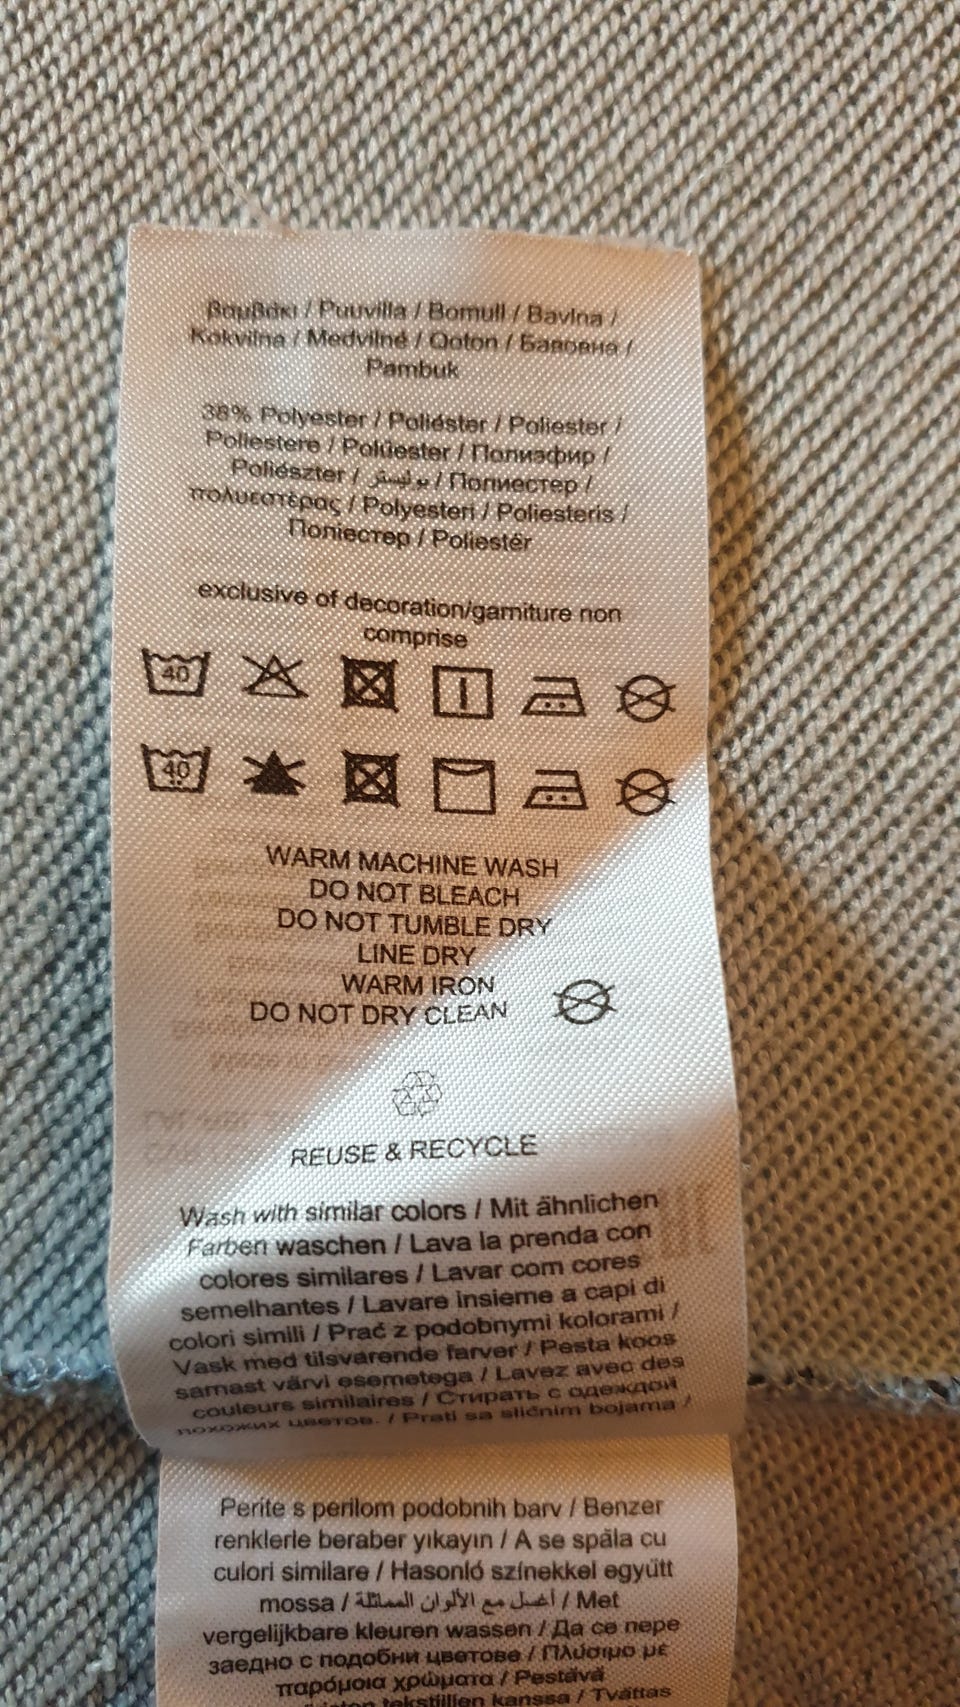 βαμβάκι / Puuvilla / Bomull / Bavlna /
Kokvilna / Medvilnė / Qoton / Бавовна /
Pambuk
38% Polyester / Poliéster / Poliester /
Poliestere / Polüester / Полиэфир /
Poliészter / بوليستر / Полиестер /
πολυεστέρας / Polyesteri / Poliesteris /
Поліестер / Poliestér
exclusive of decoration/garniture non
comprise
40
40
WARM MACHINE WASH
DO NOT BLEACH
DO NOT TUMBLE DRY
LINE DRY
WARM IRON
DO NOT DRY CLEAN
REUSE & RECYCLE
Wash with similar colors / Mit ähnlichen
Farben waschen / Lava la prenda con
colores similares / Lavar com cores
semelhantes / Lavare insieme a capi di
colori simili / Prać z podobnymi kolorami /
Vask med tilsvarende farver / Pesta koos
sarnast värvi esemetega / Lavez avec des
couleurs similaires / Стирать с одеждой
похожих цветов. / Prati sa sličnim bojama /
Perite s perilom podobnih barv / Benzer
renklerle beraber yıkayın / A se spăla cu
culori similare / Hasonló színekkel együtt
mossa / أغسل مع الألوان المماثلة / Met
vergelijkbare kleuren wassen / Да се пере
заедно с подобни цветове / Πλύσιμο με
παρόμοια χρώματα / Pestävä
tekstiilien kanssa / Tvättas